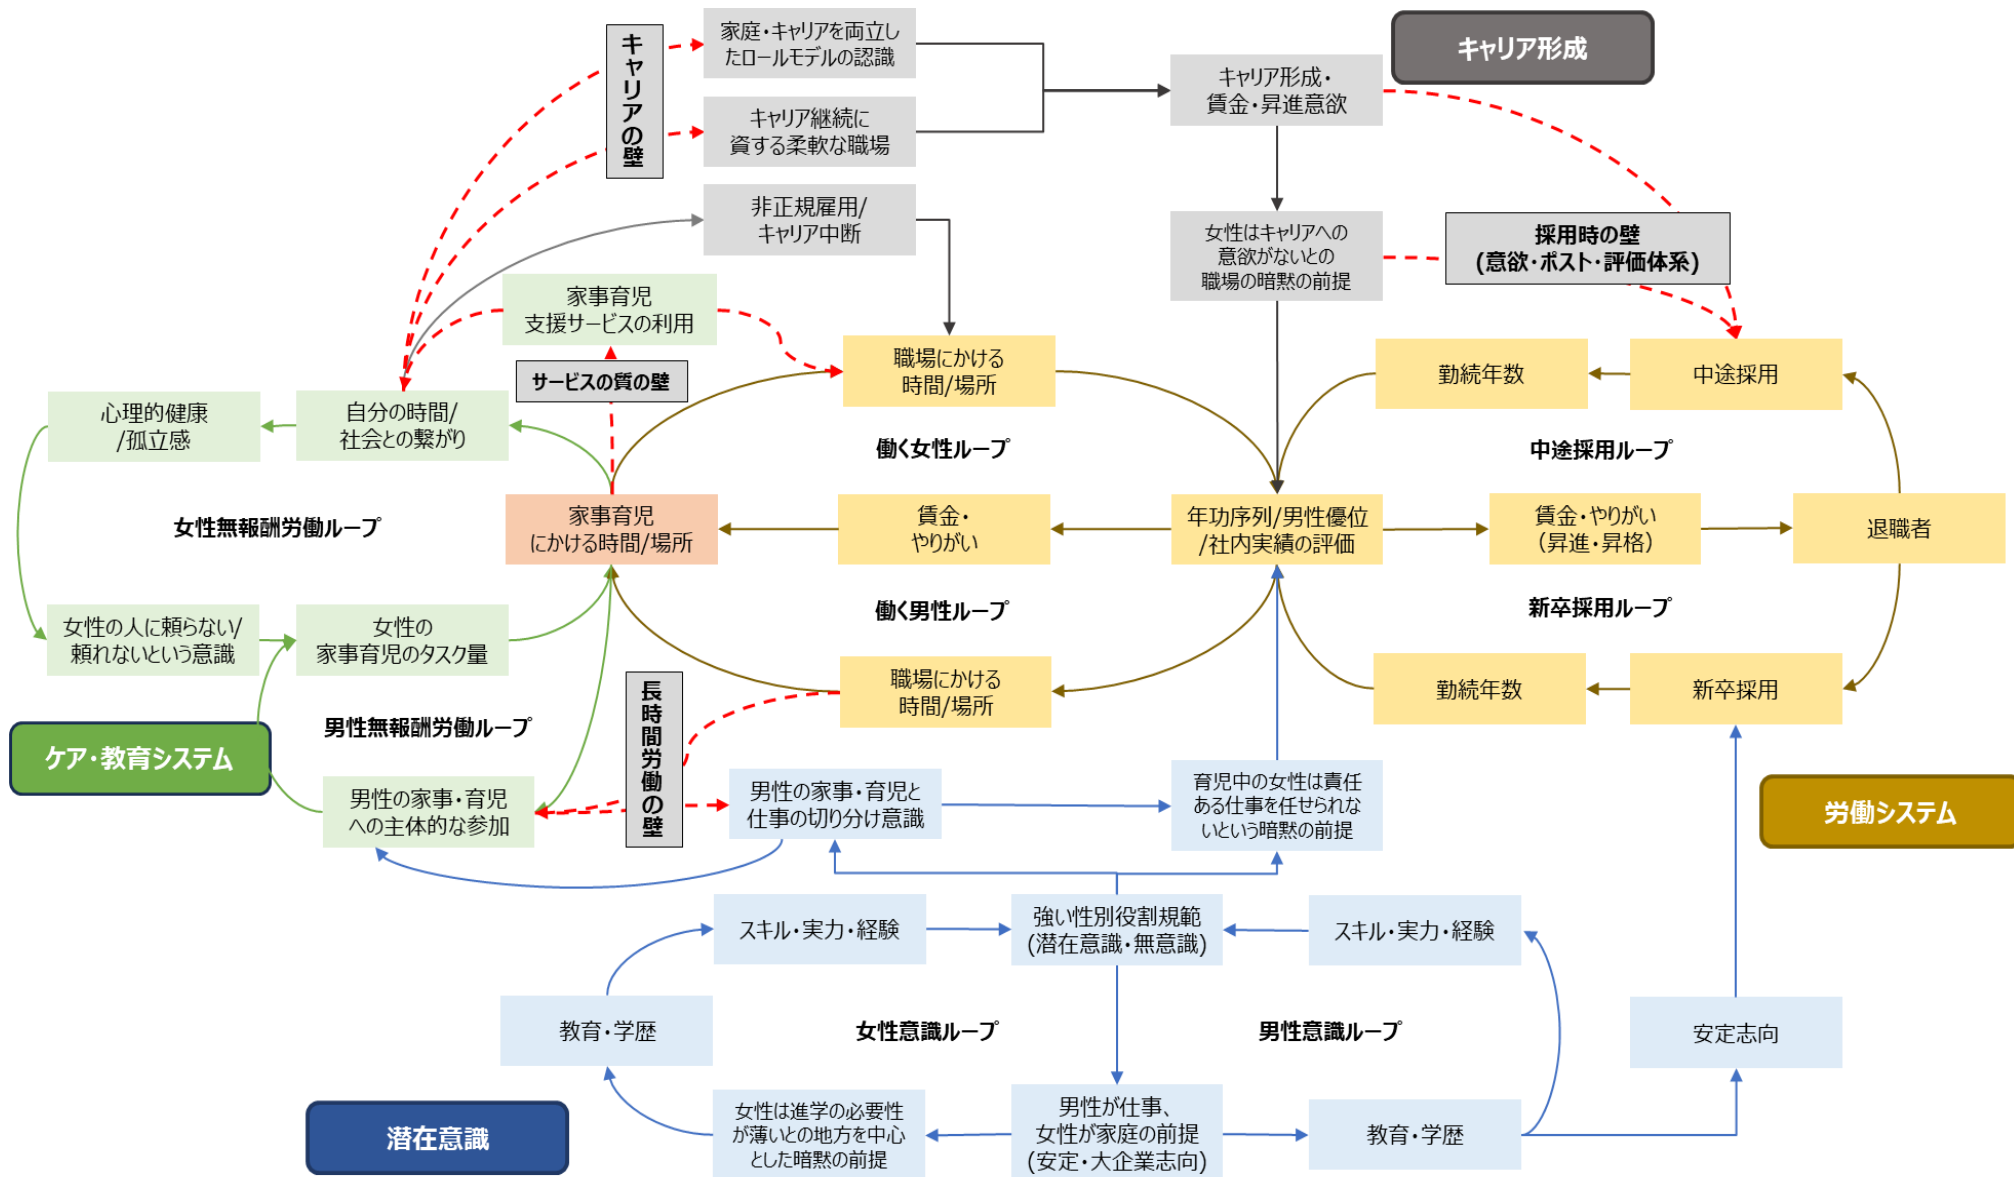 家庭・キャリアを両立し
たロールモデルの認識
キャリア形成
キャリアの壁
キャリア形成・
賃金・昇進意欲
キャリア継続に
資する柔軟な職場
非正規雇用/
キャリア中断
女性はキャリアへの
意欲がないとの
職場の暗黙の前提
採用時の壁
(意欲・ポスト・評価体系)
家事育児
支援サービスの利用
サービスの質の壁
職場にかける
時間/場所
勤続年数
中途採用
心理的健康
/孤立感
自分の時間/
社会との繋がり
働く女性ループ
中途採用ループ
女性無報酬労働ループ
家事育児
にかける時間/場所
賃金・
やりがい
年功序列/男性優位
/社内実績の評価
賃金・やりがい
(昇進・昇格)
退職者
女性の人に頼らない/
頼れないという意識
女性の
家事育児のタスク量
働く男性ループ
新卒採用ループ
長時間労働の壁
職場にかける
時間/場所
勤続年数
新卒採用
男性無報酬労働ループ
ケア・教育システム
男性の家事・育児
への主体的な参加
男性の家事・育児と
仕事の切り分け意識
育児中の女性は責任
ある仕事を任せられな
いという暗黙の前提
労働システム
スキル・実力・経験
強い性別役割規範
(潜在意識・無意識)
スキル・実力・経験
教育・学歴
女性意識ループ
男性意識ループ
安定志向
潜在意識
女性は進学の必要性
が薄いとの地方を中心
とした暗黙の前提
男性が仕事、
女性が家庭の前提
(安定・大企業志向)
教育・学歴